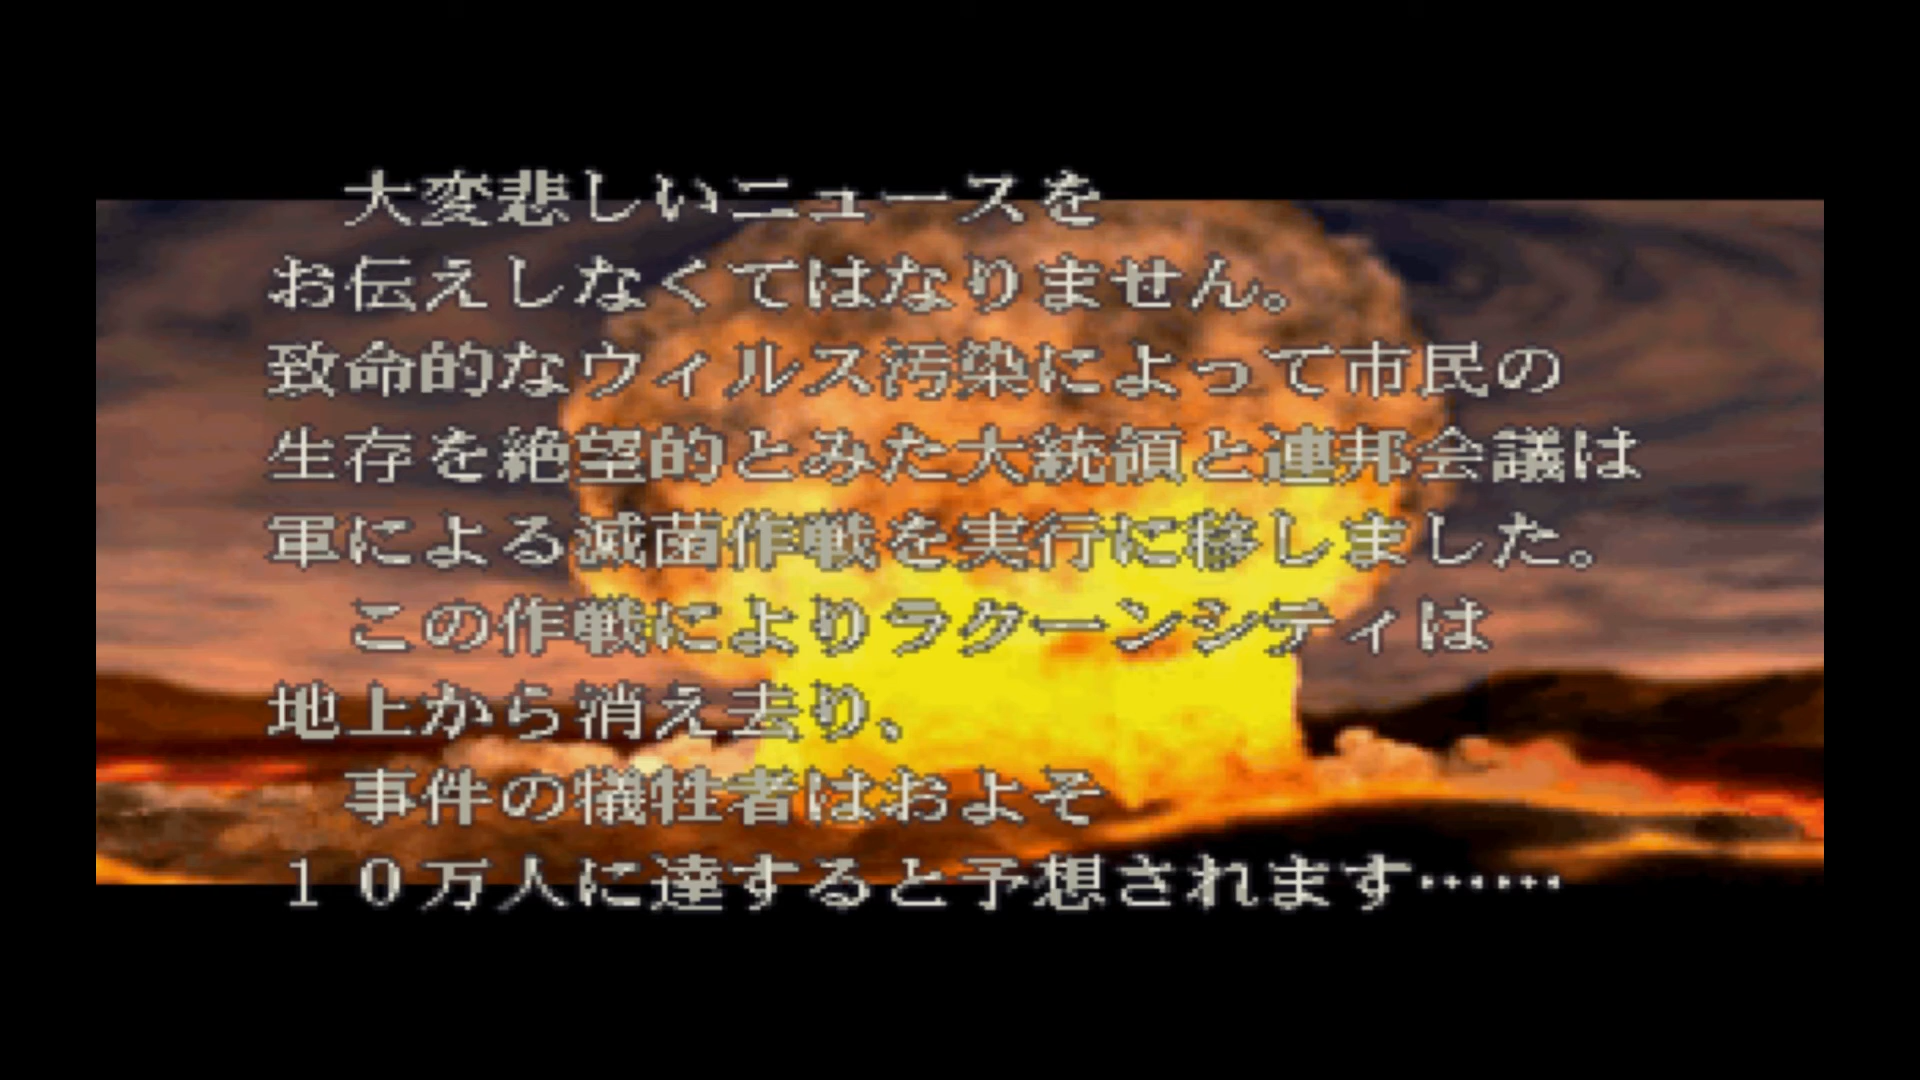 大変悲しいニュースを
お伝えしなくてはなりません。
致命的なウィルス汚染によって市民の
生存を絶望的とみた大統領と連邦会議は
軍による滅菌作戦を実行に移しました。
この作戦によりラクーンシティは
地上から消え去り、
事件の犠牲者はおよそ
１０万人に達すると予想されます……